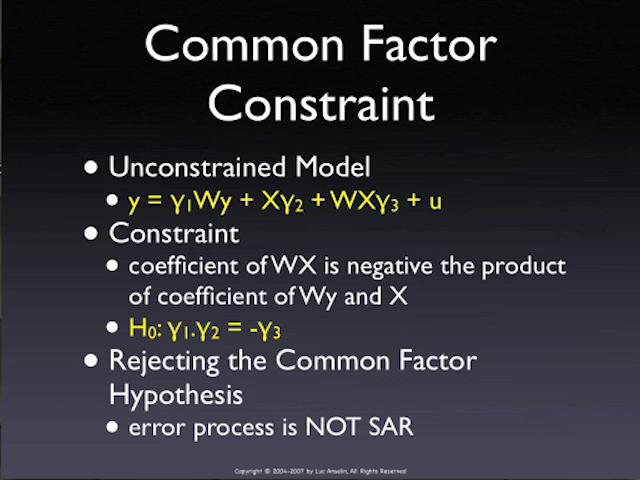 Common Factor
Constraint
• Unconstrained Model
• y = γ₁Wy + Xγ₂ + WXγ₃ + u
• Constraint
• coefficient of WX is negative the product
of coefficient of Wy and X
• H₀: γ₁.γ₂ = -γ₃
• Rejecting the Common Factor
Hypothesis
• error process is NOT SAR
Copyright © 2004-2007 by Luc Anselin, All Rights Reserved